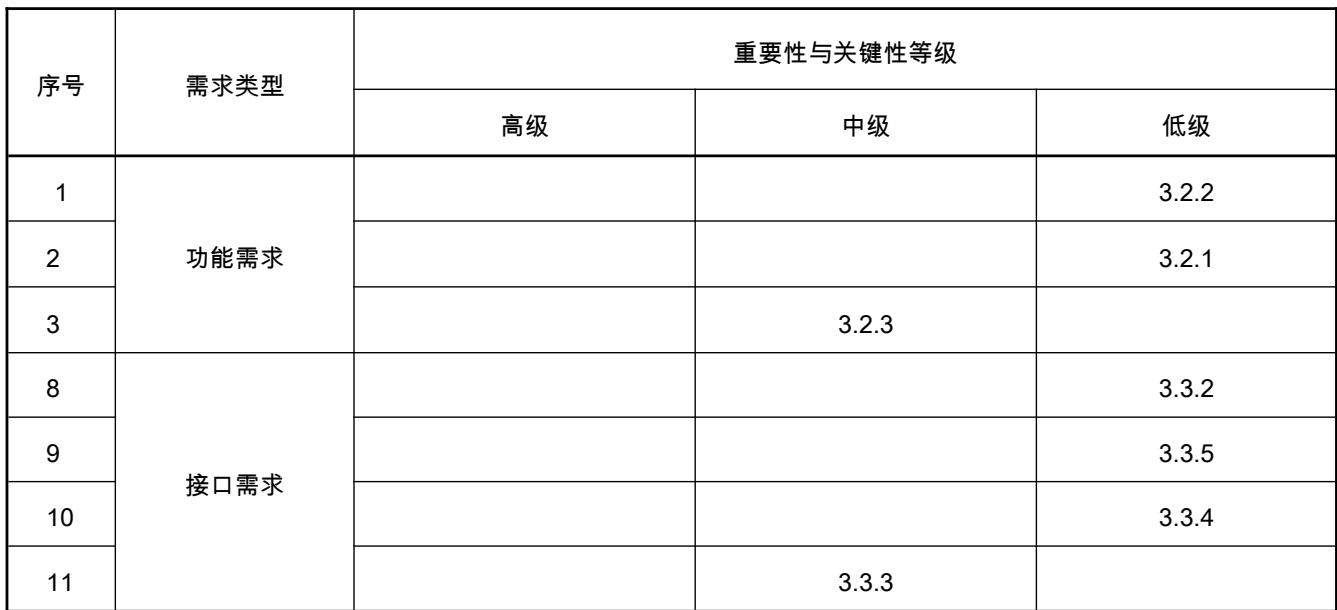 序号 需求类型 重要性与关键性等级
高级 中级 低级
1 功能需求 3.2.2
2 3.2.1
3 3.2.3
8 接口需求 3.3.2
9 3.3.5
10 3.3.4
11 3.3.3